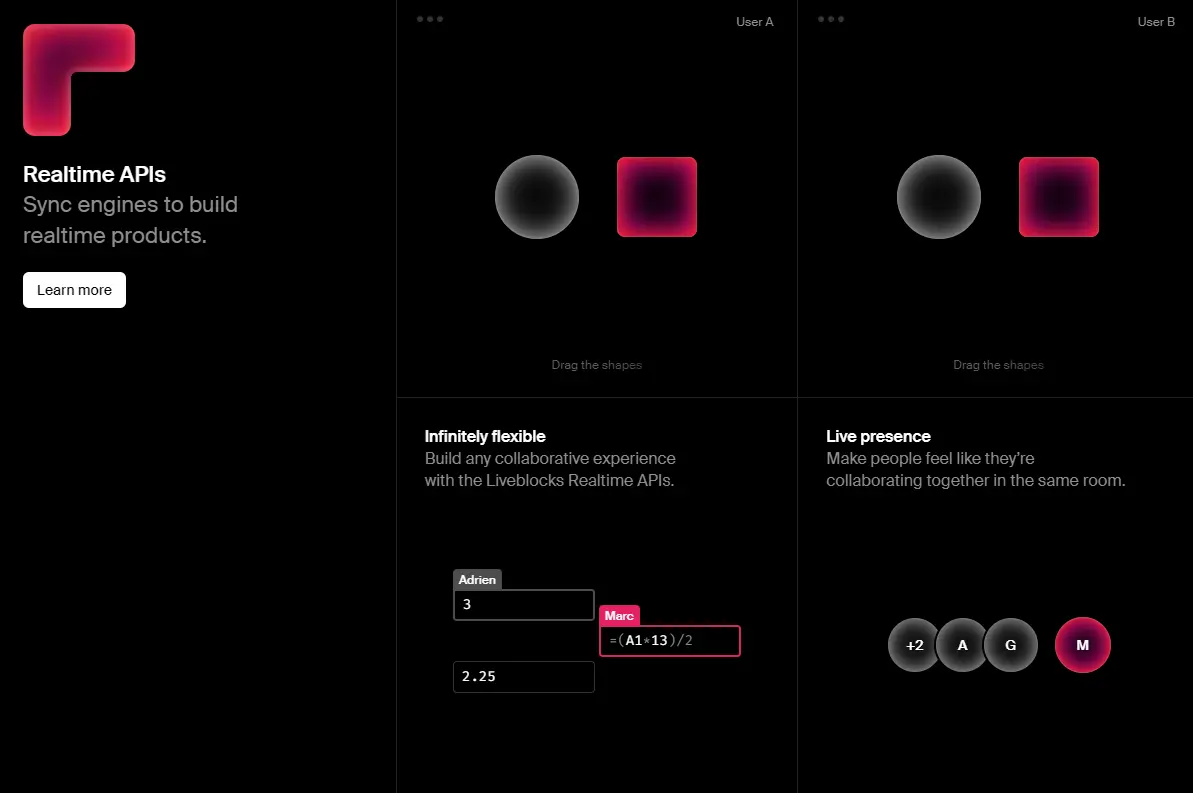 Realtime APIs
Sync engines to build
realtime products.
Learn more
User A
Drag the shapes
User B
Drag the shapes
Infinitely flexible
Build any collaborative experience
with the Liveblocks Realtime APIs.
Adrien
3
Marc
=(A1*13)/2
2.25
Live presence
Make people feel like they’re
collaborating together in the same room.
+2 A G M